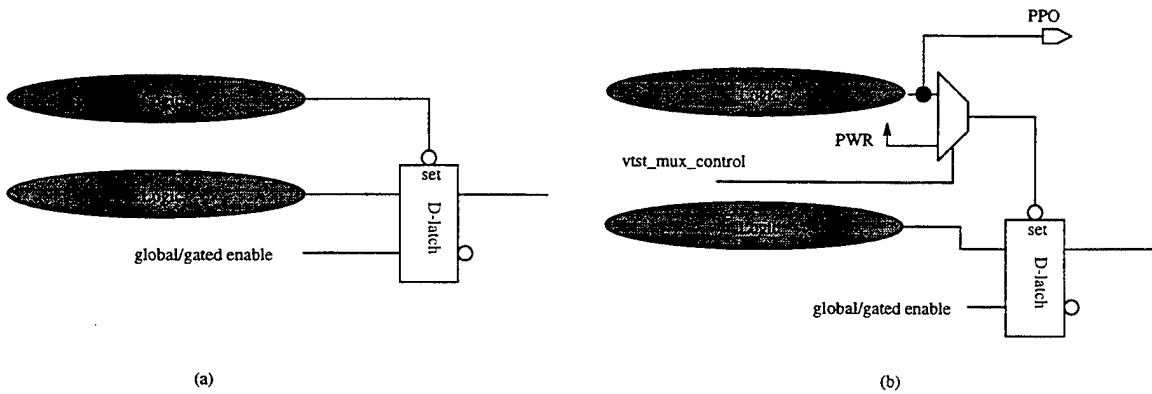 PPO
PWR
vtst_mux_control
set
D-latch
global/gated enable
set
D-latch
global/gated enable
(a)
(b)